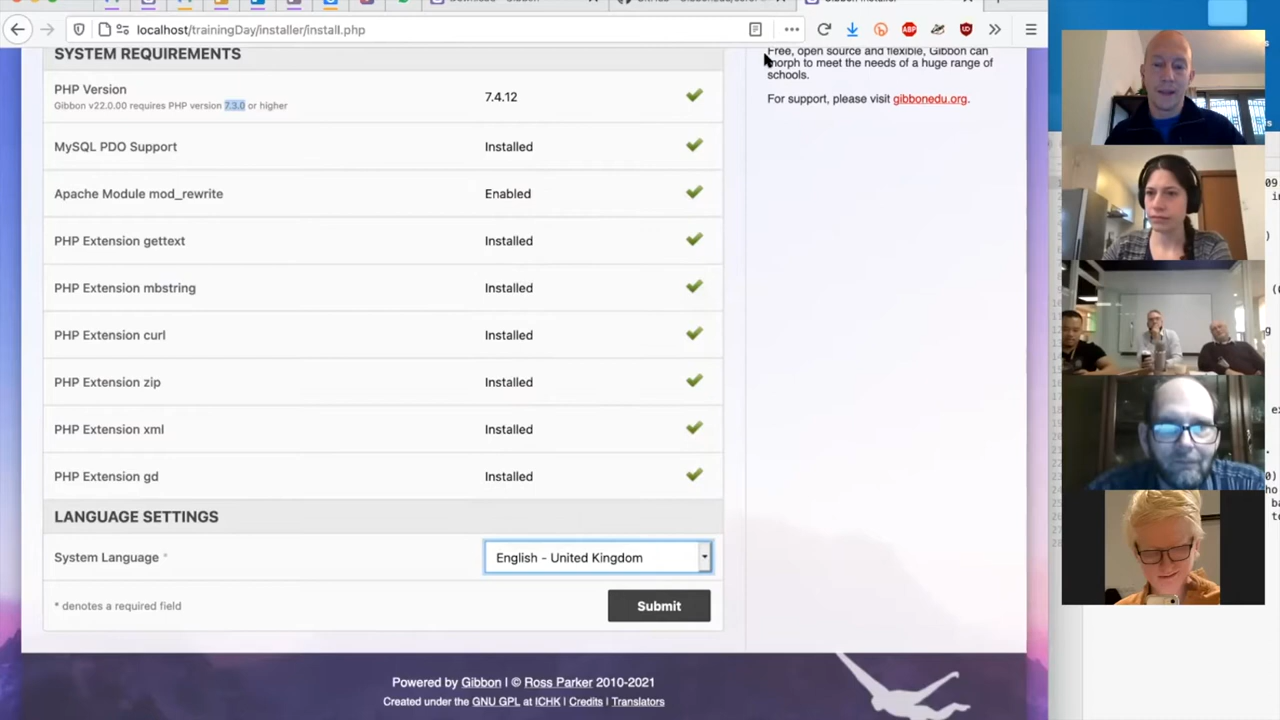 localhost/trainingDay/installer/install.php
SYSTEM REQUIREMENTS
Free, open source and flexible, Gibbon can
morph to meet the needs of a huge range of
schools.
For support, please visit gibbonedu.org.
PHP Version
Gibbon v22.0.00 requires PHP version 7.3.0 or higher
7.4.12
MySQL PDO Support Installed
Apache Module mod_rewrite Enabled
PHP Extension gettext Installed
PHP Extension mbstring Installed
PHP Extension curl Installed
PHP Extension zip Installed
PHP Extension xml Installed
PHP Extension gd Installed
LANGUAGE SETTINGS
System Language * English - United Kingdom
* denotes a required field Submit
Powered by Gibbon | © Ross Parker 2010-2021
Created under the GNU GPL at ICHK | Credits | Translators